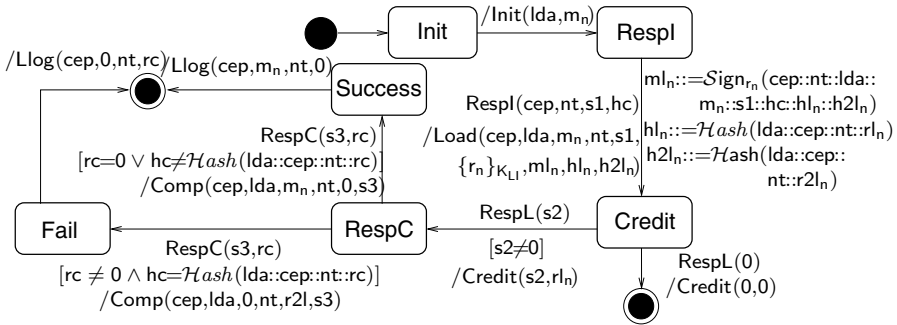 /Init(lda,mₙ)
Init
RespI
/Llog(cep,0,nt,rc)
/Llog(cep,mₙ,nt,0)
Success
mlₙ::=𝒮ignᵣₙ(cep::nt::lda::
mₙ::s1::hc::hlₙ::h2lₙ)
hlₙ::=ℋash(lda::cep::nt::rlₙ)
h2lₙ::=ℋash(lda::cep::
nt::r2lₙ)
RespI(cep,nt,s1,hc)
/Load(cep,lda,mₙ,nt,s1,
{rₙ}K_LI,mlₙ,hlₙ,h2lₙ)
RespC(s3,rc)
[rc=0 ∨ hc≠ℋash(lda::cep::nt::rc)]
/Comp(cep,lda,mₙ,nt,0,s3)
Fail
RespC
Credit
RespL(s2)
[s2≠0]
/Credit(s2,rlₙ)
RespC(s3,rc)
[rc ≠ 0 ∧ hc=ℋash(lda::cep::nt::rc)]
/Comp(cep,lda,0,nt,r2l,s3)
RespL(0)
/Credit(0,0)